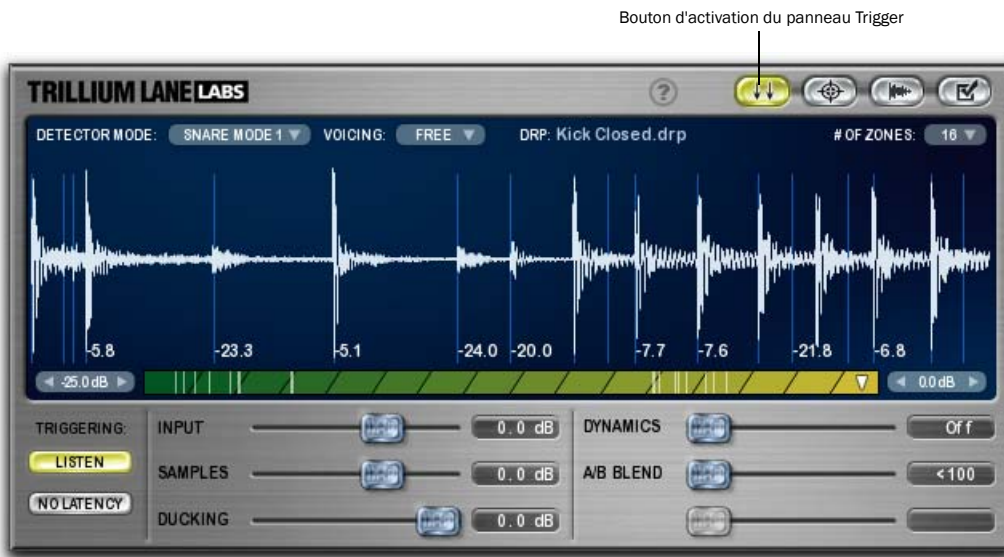 Bouton d'activation du panneau Trigger
TRILLIUM LANE LABS
?
DETECTOR MODE: SNARE MODE 1 VOICING: FREE DRP: Kick Closed.drp # OF ZONES: 16
-5.8 -23.3 -5.1 -24.0 -20.0 -7.7 -7.6 -21.8 -6.8
-25.0 dB 0.0 dB
TRIGGERING: INPUT 0.0 dB DYNAMICS Off
LISTEN
SAMPLES 0.0 dB A/B BLEND <100
NO LATENCY
DUCKING 0.0 dB